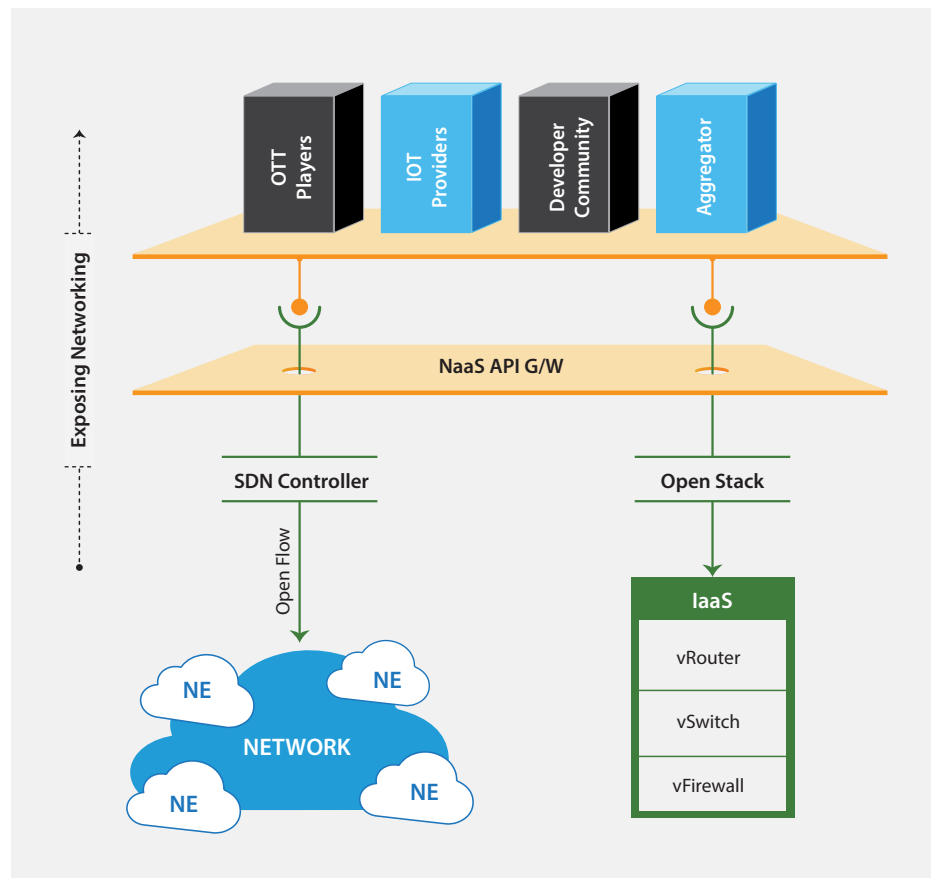 OTT
Players
IOT
Providers
Developer
Community
Aggregator
Exposing Networking
NaaS API G/W
SDN Controller
Open Stack
Open Flow
IaaS
vRouter
vSwitch
vFirewall
NE
NE
NETWORK
NE
NE